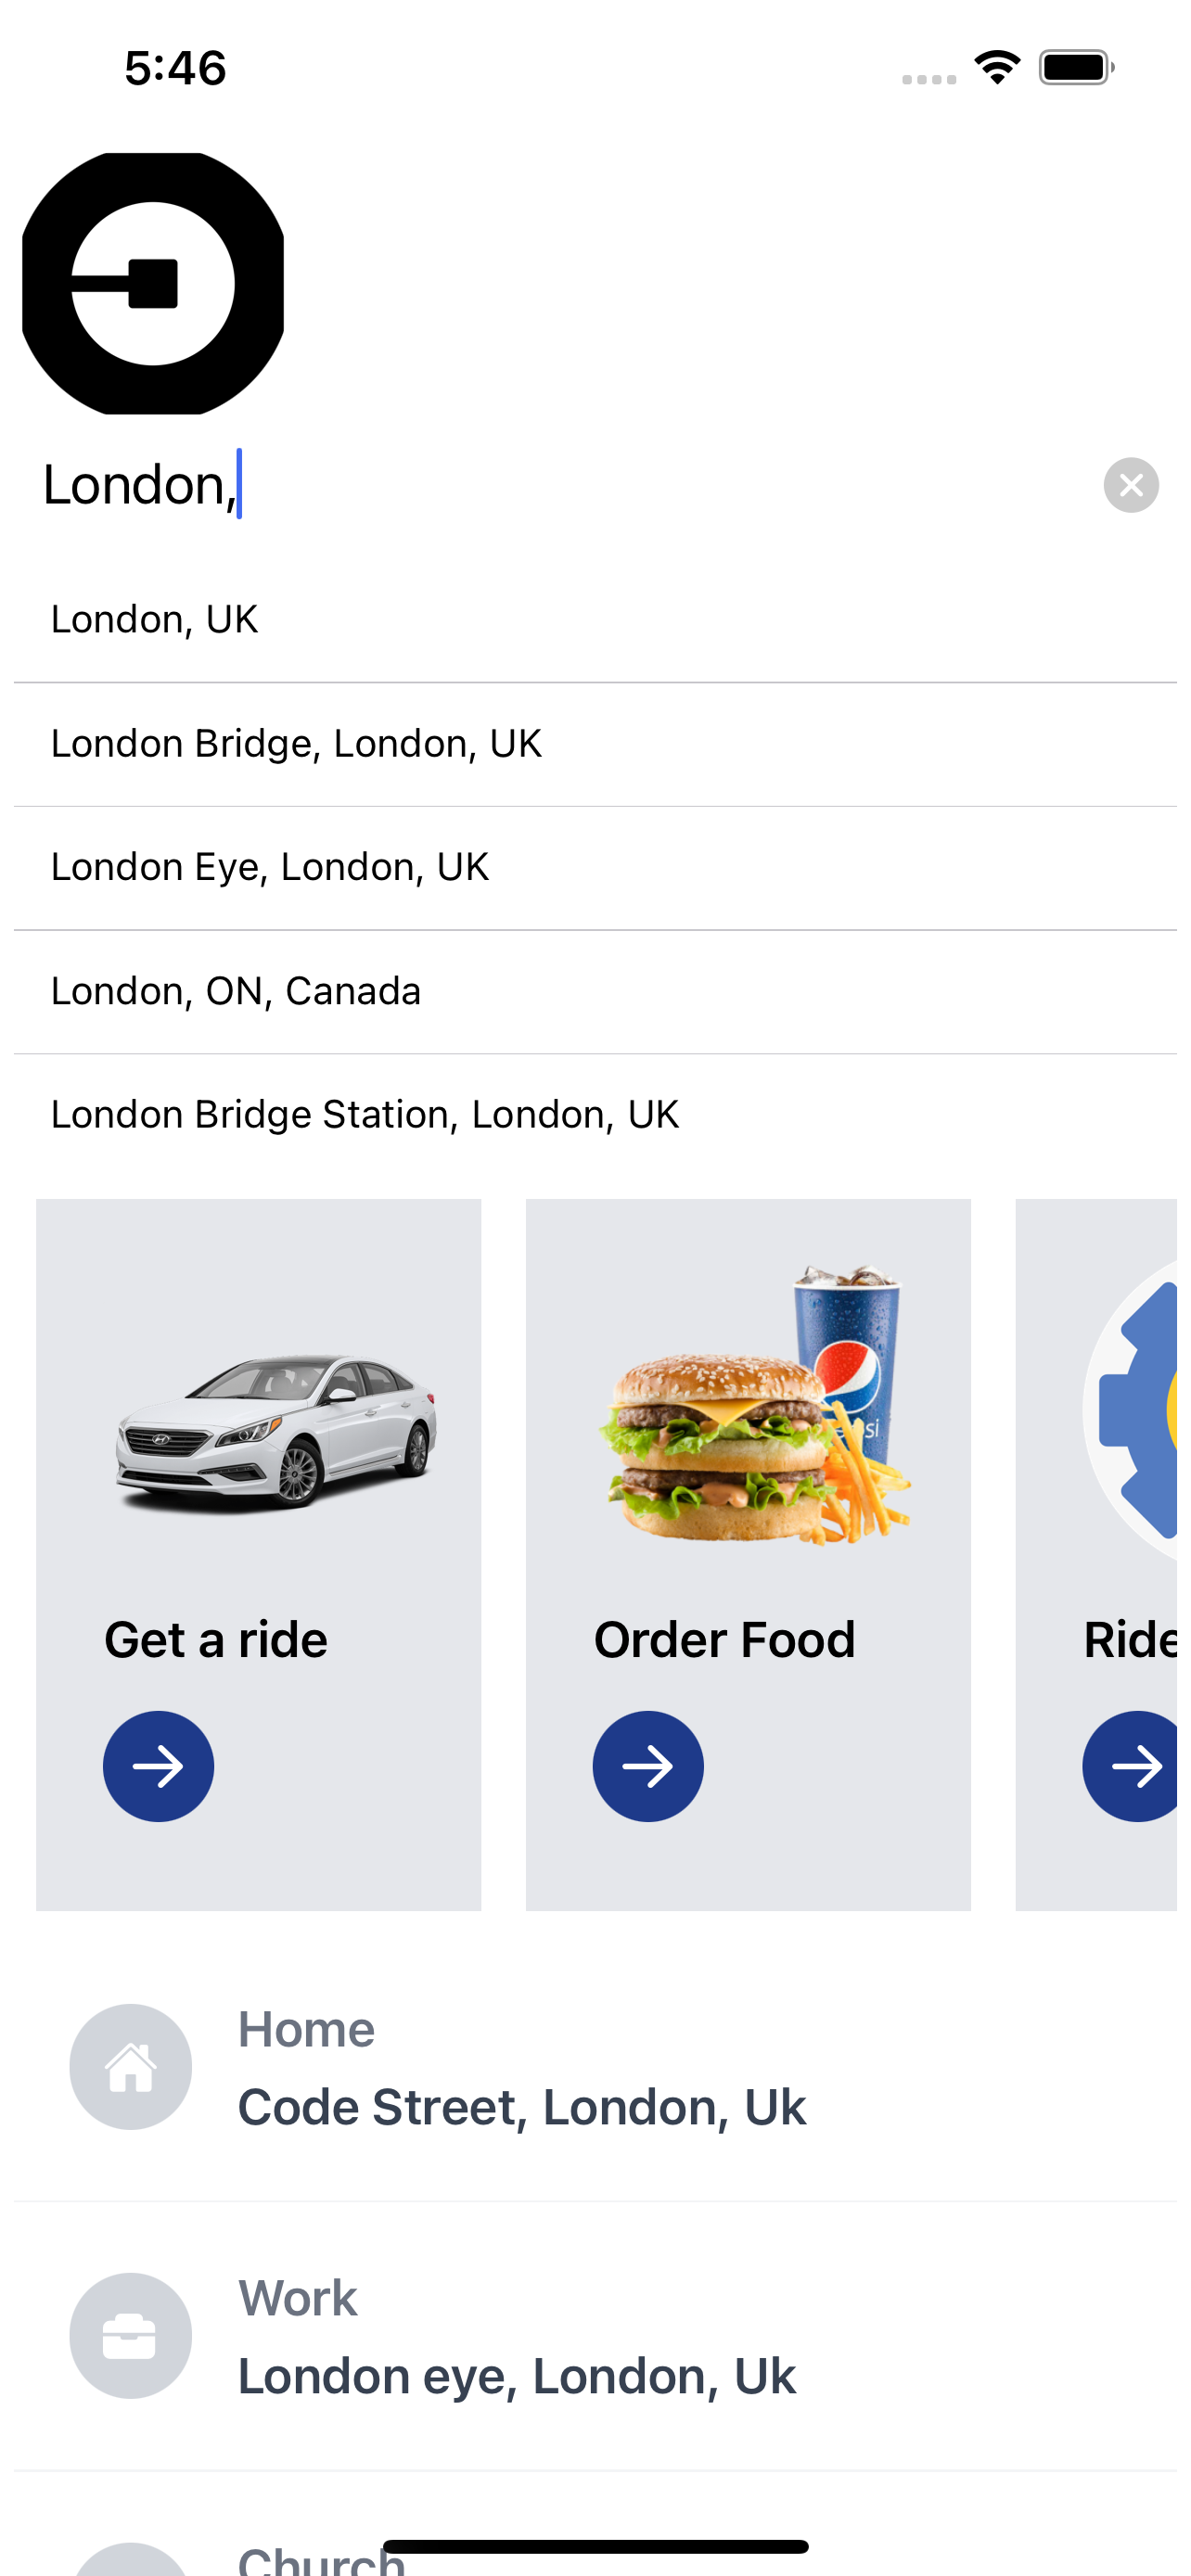 5:46
London,
London, UK
London Bridge, London, UK
London Eye, London, UK
London, ON, Canada
London Bridge Station, London, UK
Get a ride
Order Food
Ride
Home
Code Street, London, Uk
Work
London eye, London, Uk
Church